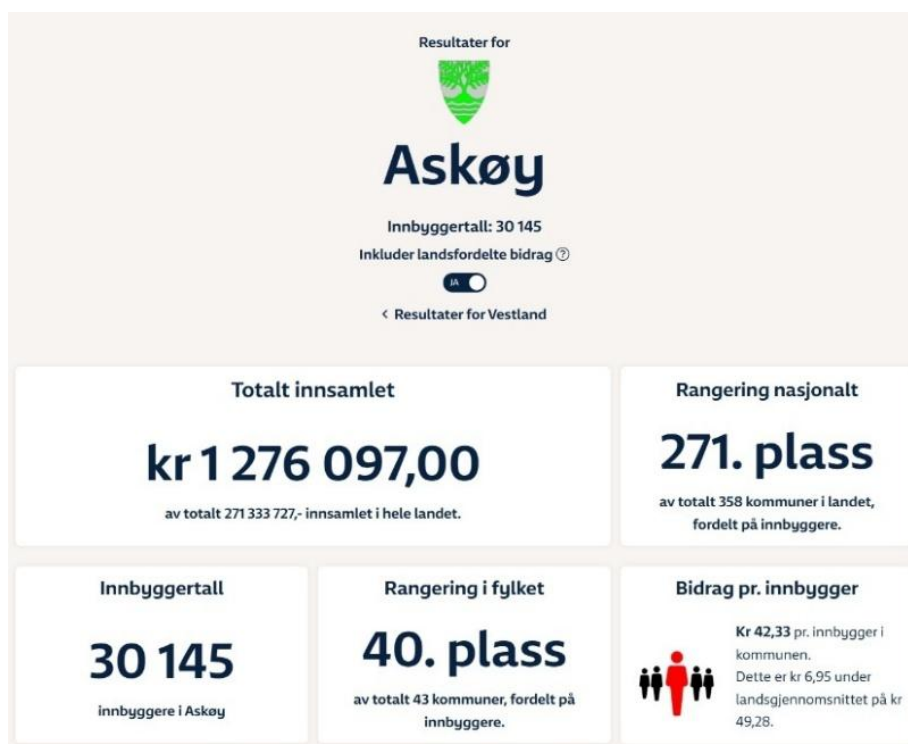 Resultater for
Askøy
Innbyggertall: 30 145
Inkluder landsfordelte bidrag ?
JA
< Resultater for Vestland
Totalt innsamlet
kr 1 276 097,00
av totalt 271 333 727,- innsamlet i hele landet.
Rangering nasjonalt
271. plass
av totalt 358 kommuner i landet,
fordelt på innbyggere.
Innbyggertall
30 145
innbyggere i Askøy
Rangering i fylket
40. plass
av totalt 43 kommuner, fordelt på
innbyggere.
Bidrag pr. innbygger
Kr 42,33 pr. innbygger i
kommunen.
Dette er kr 6,95 under
landsgjennomsnittet på kr
49,28.